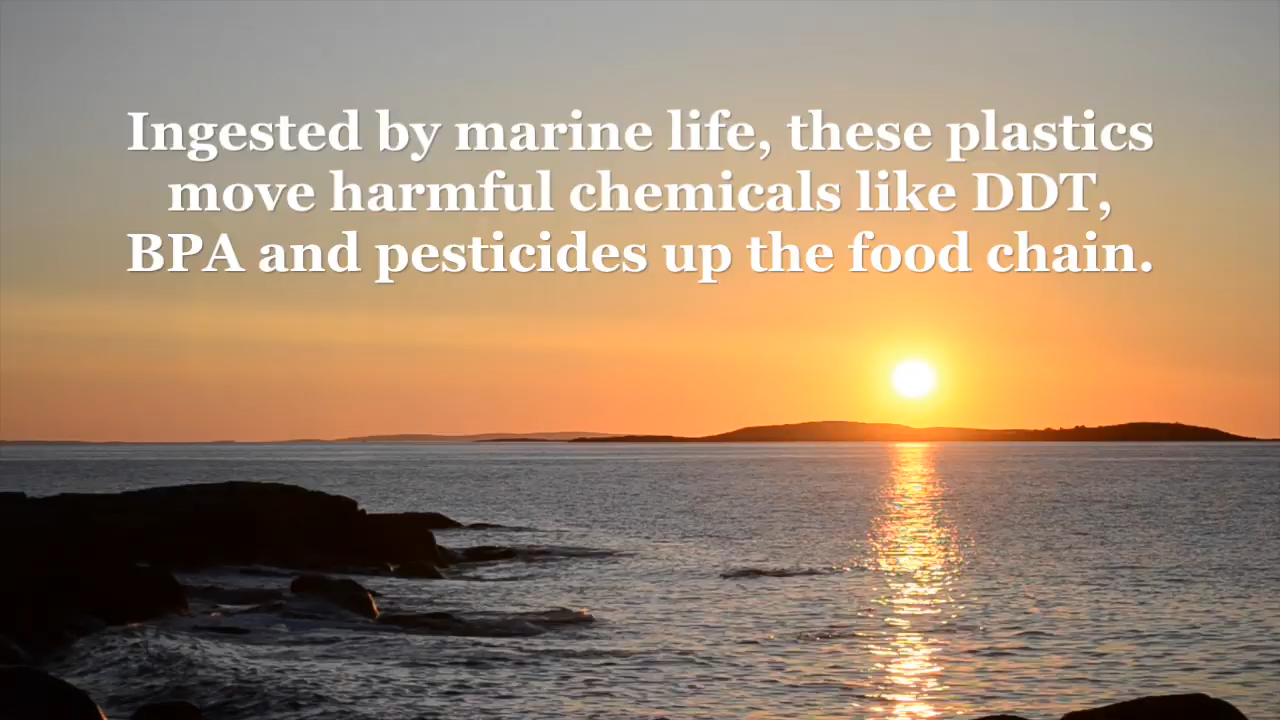 Ingested by marine life, these plastics
move harmful chemicals like DDT,
BPA and pesticides up the food chain.